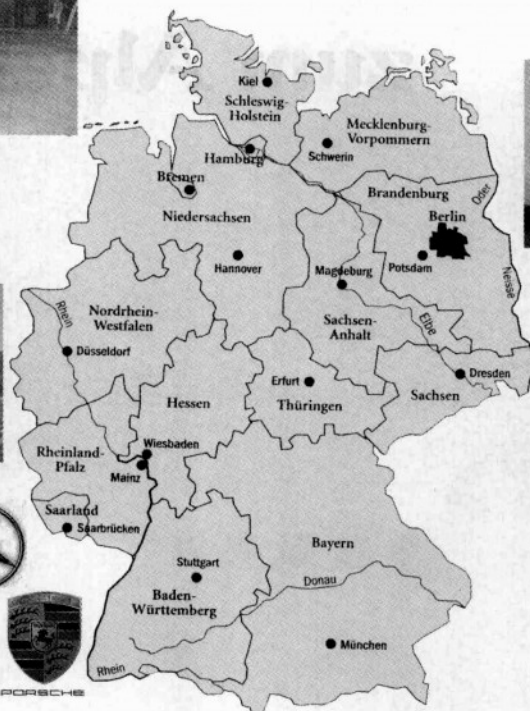 Kiel
Schleswig-
Holstein
Mecklenburg-
Vorpommern
Hamburg
Schwerin
Bremen
Brandenburg
Oder
Niedersachsen
Berlin
Hannover
Magdeburg
Potsdam
Neisse
Rhein
Nordrhein-
Westfalen
Sachsen-
Anhalt
Elbe
Düsseldorf
Hessen
Erfurt
Thüringen
Dresden
Sachsen
Rheinland-
Pfalz
Wiesbaden
Mainz
Saarland
Saarbrücken
Stuttgart
Bayern
Baden-
Württemberg
Donau
München
Rhein
PORSCHE